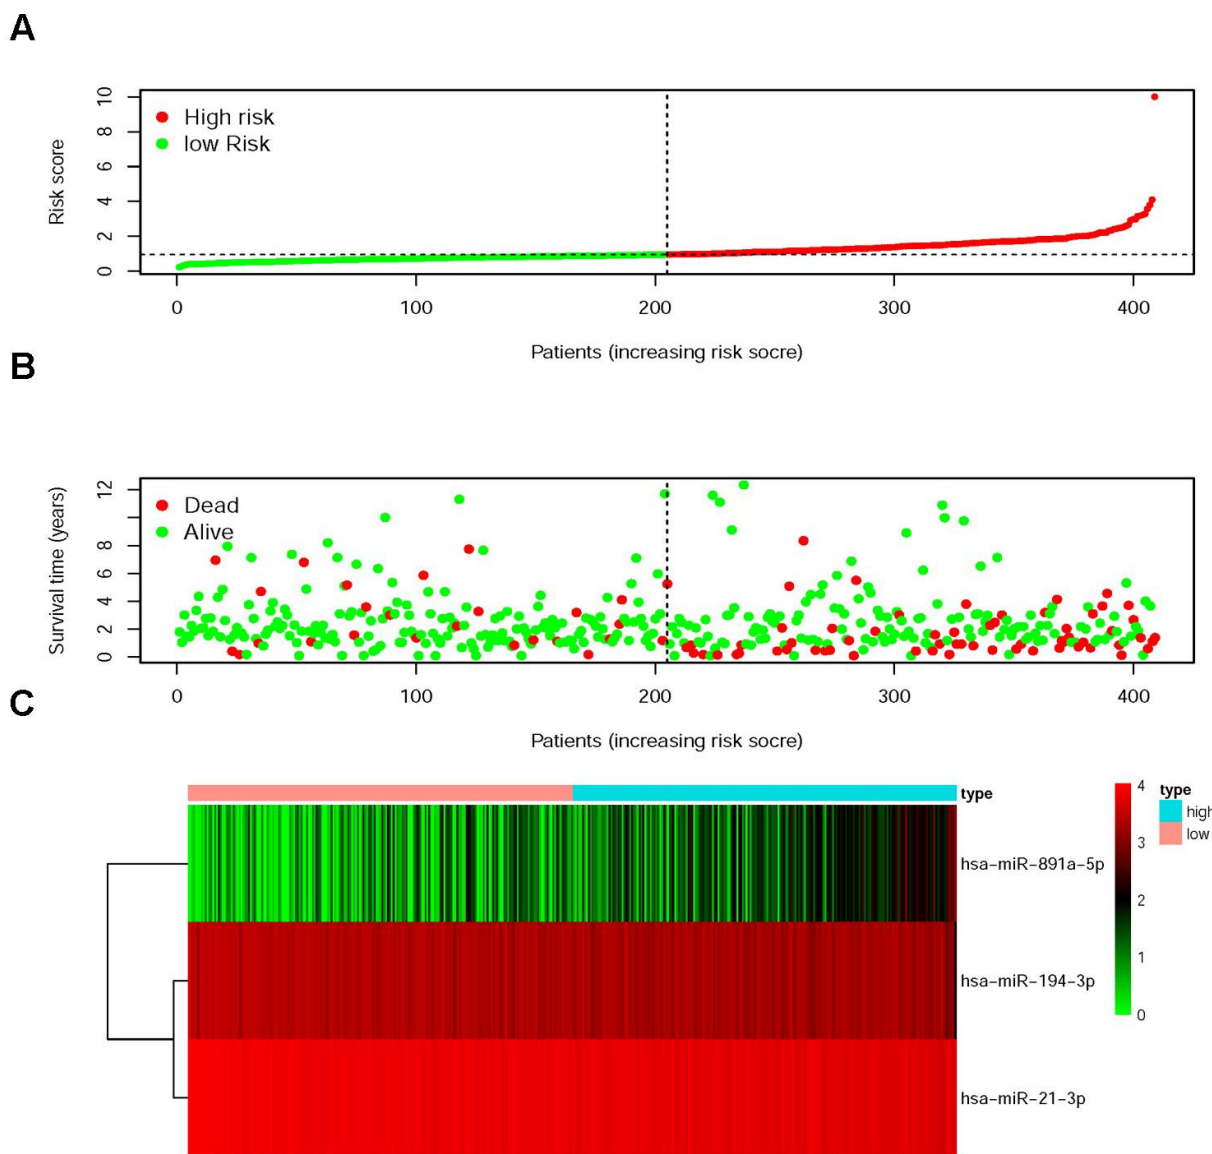 A
10
8
6
4
2
0
Risk score
High risk
low Risk
0 100 200 300 400
Patients (increasing risk socre)
B
12
8
6
4
2
0
Survival time (years)
Dead
Alive
0 100 200 300 400
Patients (increasing risk socre)
C
type
hsa−miR−891a−5p
hsa−miR−194−3p
hsa−miR−21−3p
4
3
2
1
0
type
high
low